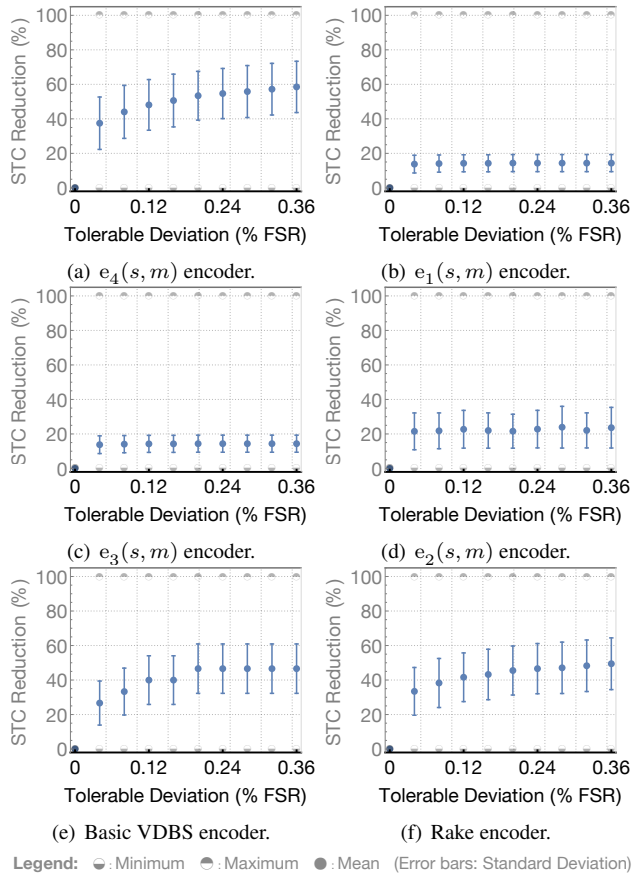 STC Reduction (%)
100
80
60
40
20
0
0 0.12 0.24 0.36
Tolerable Deviation (% FSR)
(a) e₄(s, m) encoder.
STC Reduction (%)
100
80
60
40
20
0
0 0.12 0.24 0.36
Tolerable Deviation (% FSR)
(b) e₁(s, m) encoder.
STC Reduction (%)
100
80
60
40
20
0
0 0.12 0.24 0.36
Tolerable Deviation (% FSR)
(c) e₃(s, m) encoder.
STC Reduction (%)
100
80
60
40
20
0
0 0.12 0.24 0.36
Tolerable Deviation (% FSR)
(d) e₂(s, m) encoder.
STC Reduction (%)
100
80
60
40
20
0
0 0.12 0.24 0.36
Tolerable Deviation (% FSR)
(e) Basic VDBS encoder.
STC Reduction (%)
100
80
60
40
20
0
0 0.12 0.24 0.36
Tolerable Deviation (% FSR)
(f) Rake encoder.
Legend: : Minimum : Maximum : Mean (Error bars: Standard Deviation)